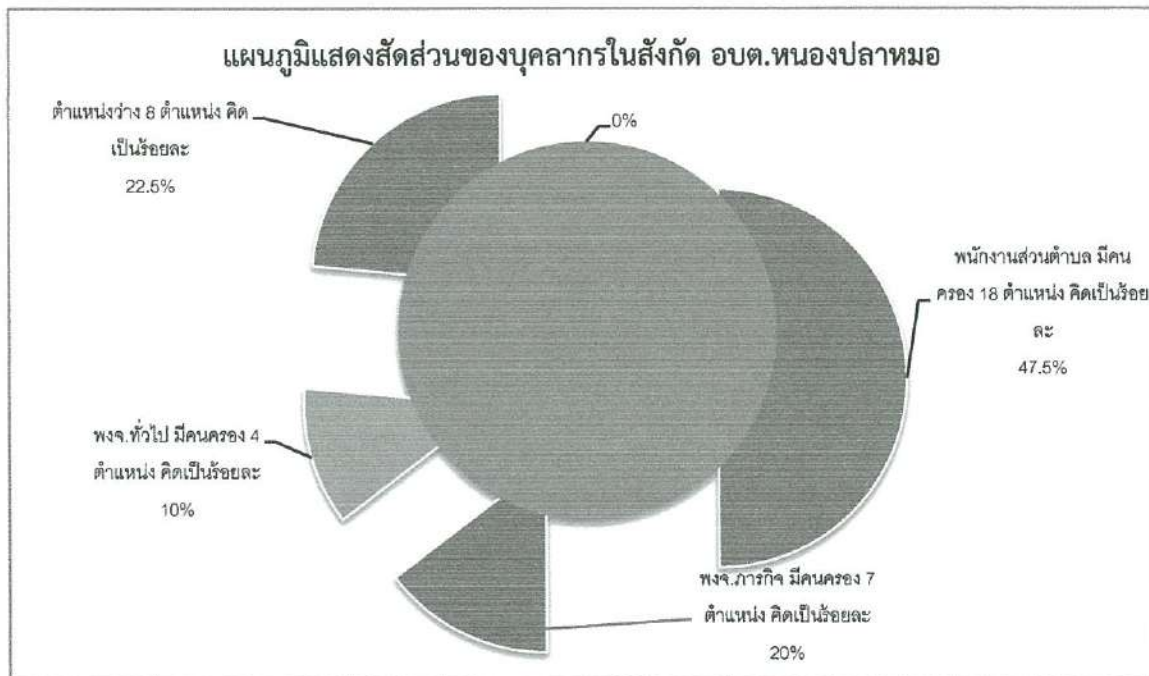 แผนภูมิแสดงสัดส่วนของบุคลากรในสังกัด อบต.หนองปลาหมอ
ตำแหน่งว่าง 8 ตำแหน่ง คิด
เป็นร้อยละ
22.5%
0%
พนักงานส่วนตำบล มีคน
ครอง 18 ตำแหน่ง คิดเป็นร้อย
ละ
47.5%
พงจ.ทั่วไป มีคนครอง 4
ตำแหน่ง คิดเป็นร้อยละ
10%
พงจ.ภารกิจ มีคนครอง 7
ตำแหน่ง คิดเป็นร้อยละ
20%